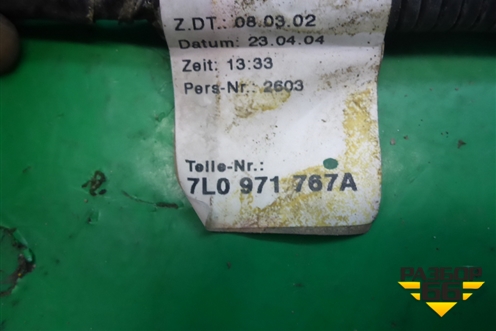 Z.DT.: 08.03.02
Datum: 23.04.04
Zeit: 13:33
Pers-Nr.: 2603
Teile-Nr.:
7L0 971 767A
РАЗБОР